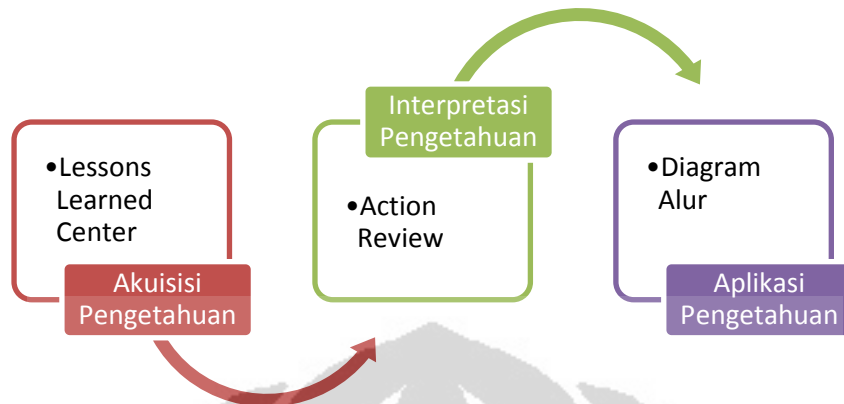 •Lessons
Learned
Center
Akuisisi
Pengetahuan
Interpretasi
Pengetahuan
•Action
Review
•Diagram
Alur
Aplikasi
Pengetahuan